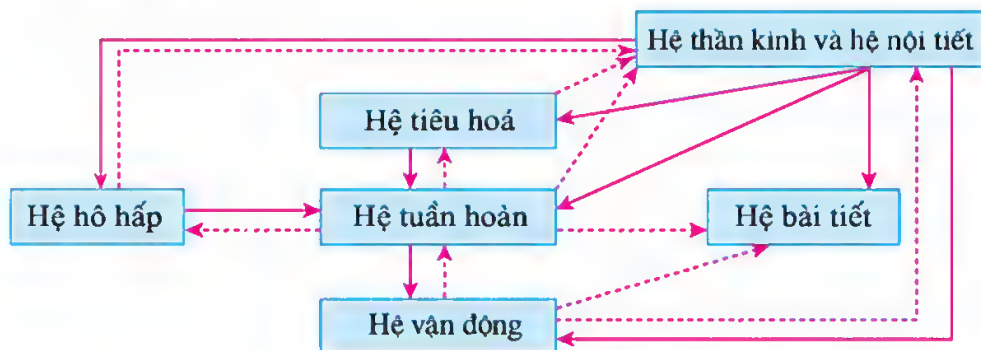 Hệ thần kinh và hệ nội tiết
Hệ tiêu hoá
Hệ hô hấp
Hệ tuần hoàn
Hệ bài tiết
Hệ vận động